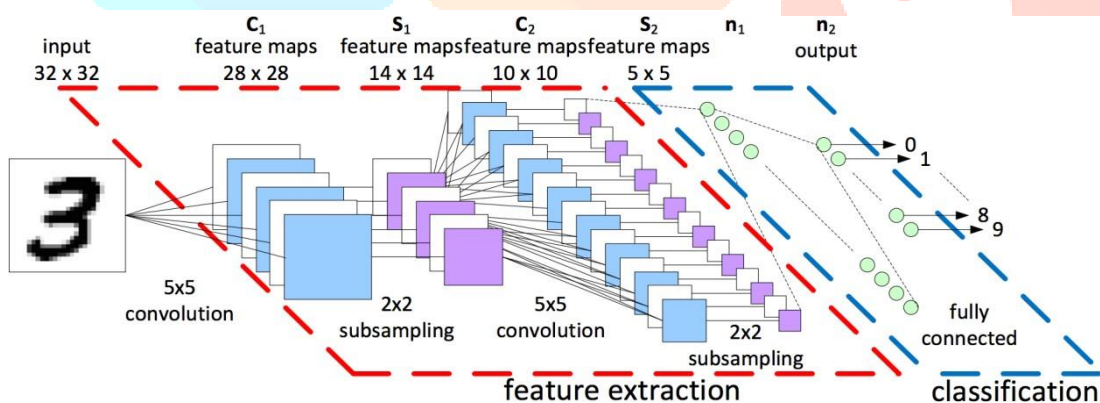 input
32 x 32
C₁
feature maps
28 x 28
S₁
feature maps
14 x 14
C₂
feature maps
10 x 10
S₂
feature maps
5 x 5
n₁
n₂
output
0
1
8
9
5x5
convolution
2x2
subsampling
5x5
convolution
2x2
subsampling
fully
connected
feature extraction
classification
3